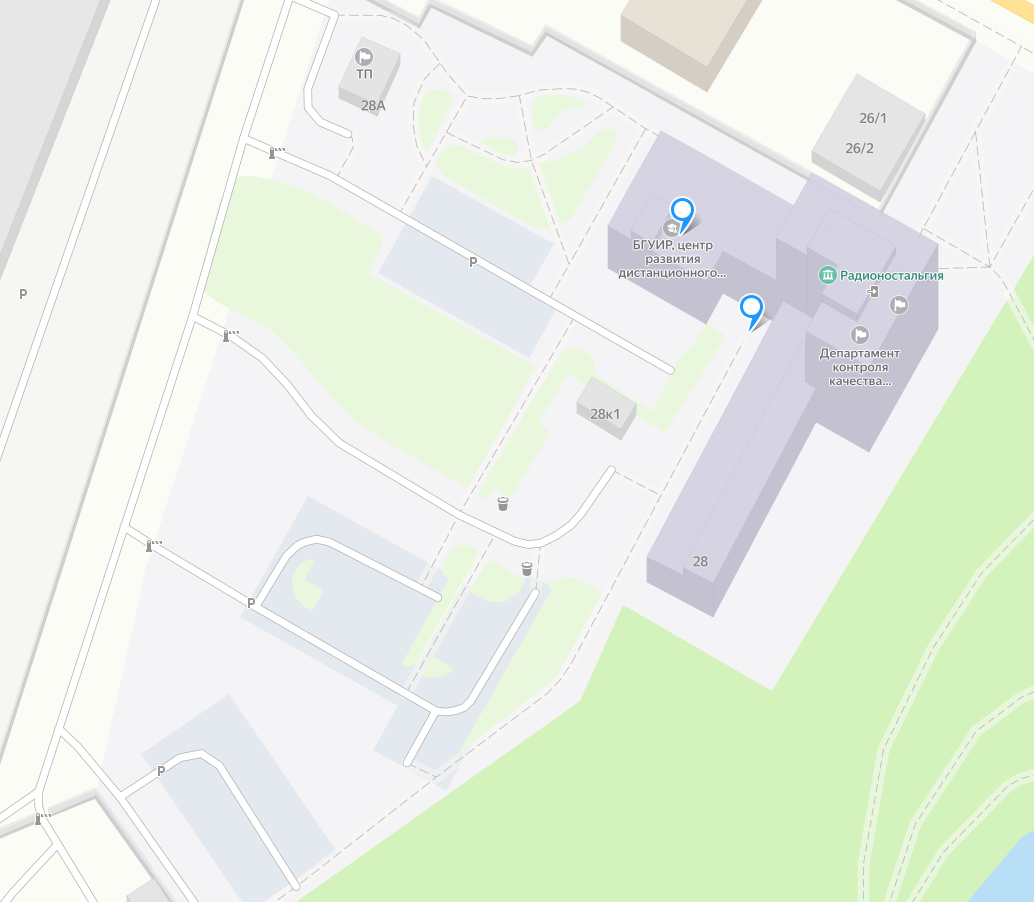 ТП
28А
26/1
26/2
БГУИР, центр
развития
дистанционного...
Радионостальгия
P
P
Департамент
контроля
качества...
28к1
28
P
P